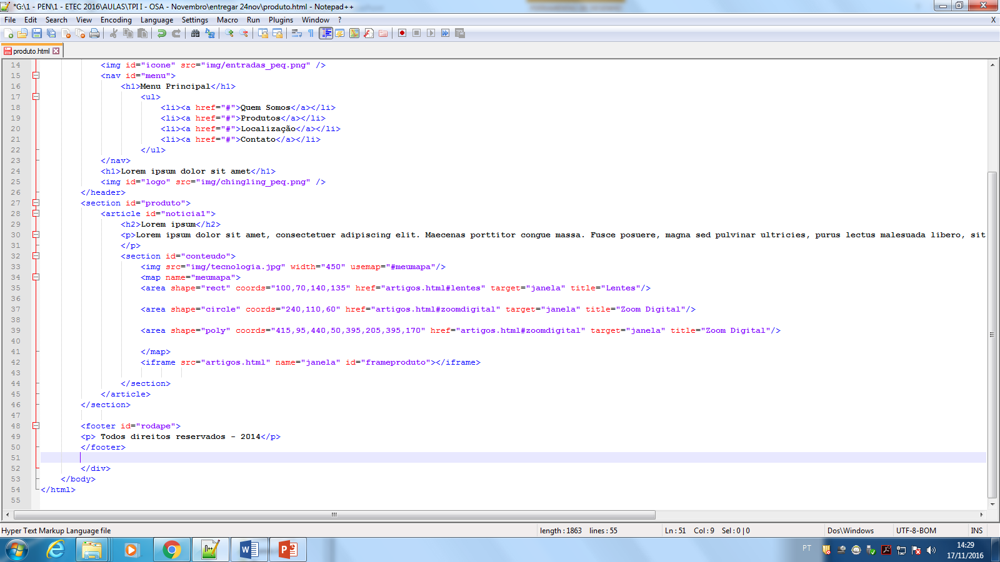 *G:\1 - PEN\1 - ETEC 2016\AULAS\TPI I - OSA - Novembro\entregar 24nov\produto.html - Notepad++
File Edit Search View Encoding Language Settings Macro Run Plugins Window ? X
produto.html
14 <img id="icone" src="img/entradas_peq.png" />
15 <nav id="menu">
16 <h1>Menu Principal</h1>
17 <ul>
18 <li><a href="#">Quem Somos</a></li>
19 <li><a href="#">Produtos</a></li>
20 <li><a href="#">Localização</a></li>
21 <li><a href="#">Contato</a></li>
22 </ul>
23 </nav>
24 <h1>Lorem ipsum dolor sit amet</h1>
25 <img id="logo" src="img/chingling_peq.png" />
26 </header>
27 <section id="produto">
28 <article id="noticia1">
29 <h2>Lorem ipsum</h2>
30 <p>Lorem ipsum dolor sit amet, consectetuer adipiscing elit. Maecenas porttitor congue massa. Fusce posuere, magna sed pulvinar ultricies, purus lectus malesuada libero, sit
31 </p>
32 <section id="conteudo">
33 <img src="img/tecnologia.jpg" width="450" usemap="#meumapa"/>
34 <map name="meumapa">
35 <area shape="rect" coords="100,70,140,135" href="artigos.html#lentes" target="janela" title="Lentes"/>
36
37 <area shape="circle" coords="240,110,60" href="artigos.html#zoomdigital" target="janela" title="Zoom Digital"/>
38
39 <area shape="poly" coords="415,95,440,50,395,205,395,170" href="artigos.html#zoomdigital" target="janela" title="Zoom Digital"/>
40
41 </map>
42 <iframe src="artigos.html" name="janela" id="frameproduto"></iframe>
43
44 </section>
45 </article>
46 </section>
47
48 <footer id="rodape">
49 <p> Todos direitos reservados - 2014</p>
50 </footer>
51
52 </div>
53 </body>
54 </html>
55
Hyper Text Markup Language file length : 1863 lines : 55 Ln : 51 Col : 9 Sel : 0 | 0 Dos\Windows UTF-8-BOM INS
PT 14:29
17/11/2016